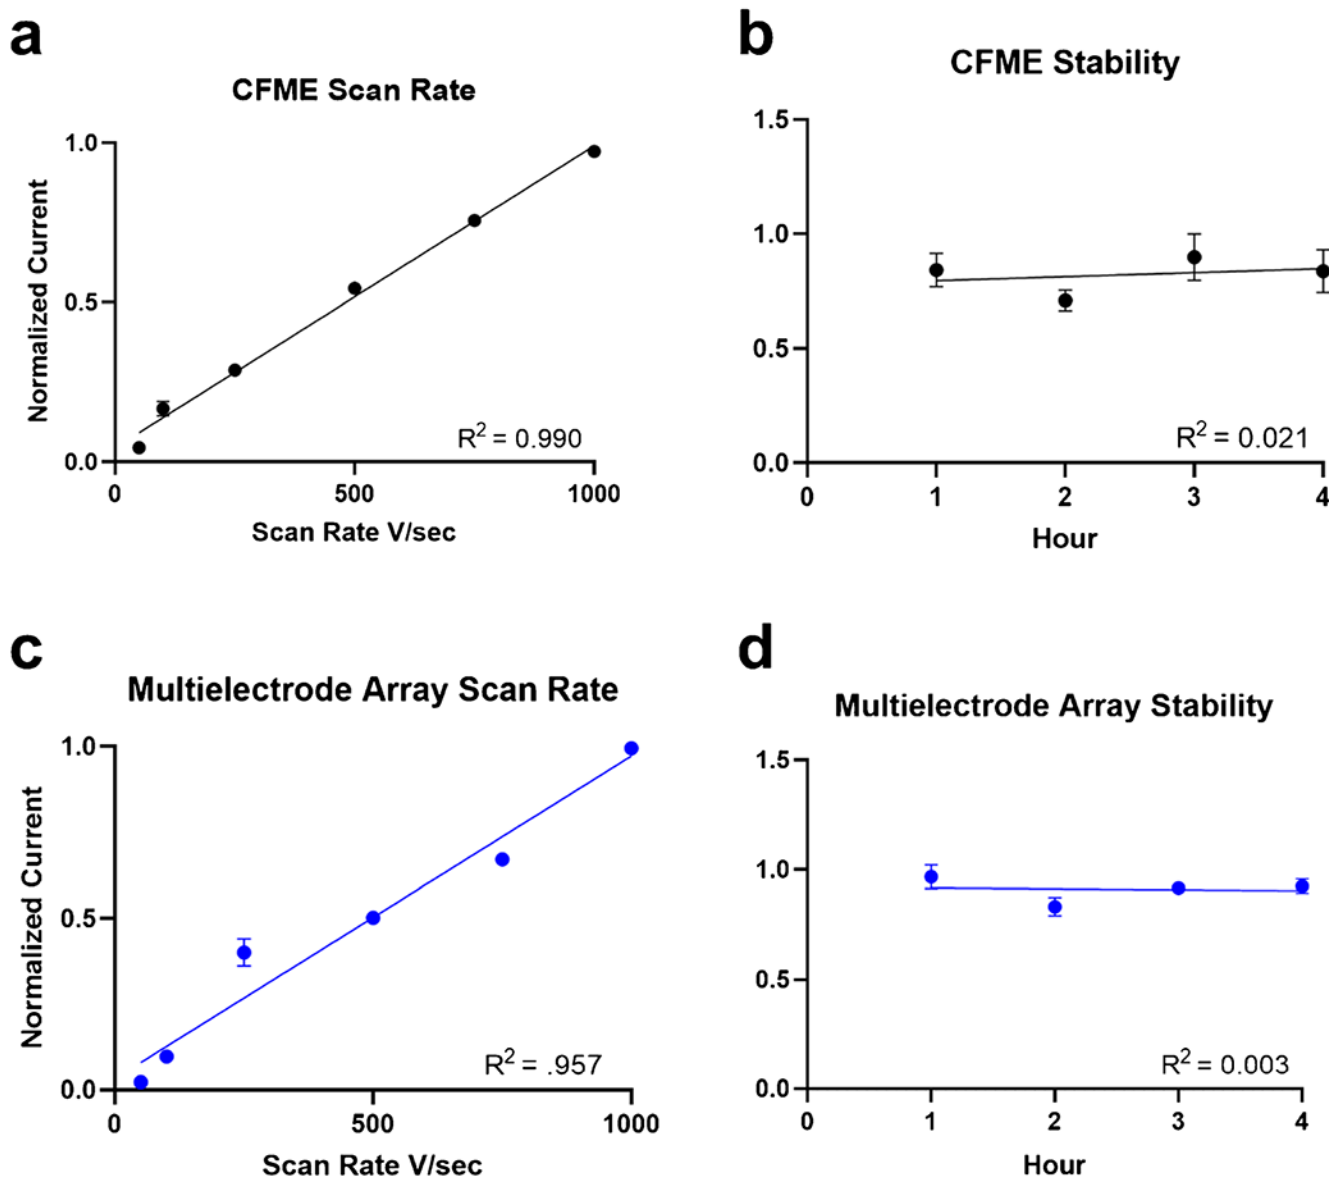 a
CFME Scan Rate
Normalized Current
1.0
0.5
0.0
R2 = 0.990
0 500 1000
Scan Rate V/sec
b
CFME Stability
1.5
1.0
0.5
0.0
R2 = 0.021
0 1 2 3 4
Hour
c
Multielectrode Array Scan Rate
Normalized Current
1.0
0.5
0.0
R2 = .957
0 500 1000
Scan Rate V/sec
d
Multielectrode Array Stability
1.5
1.0
0.5
0.0
R2 = 0.003
0 1 2 3 4
Hour